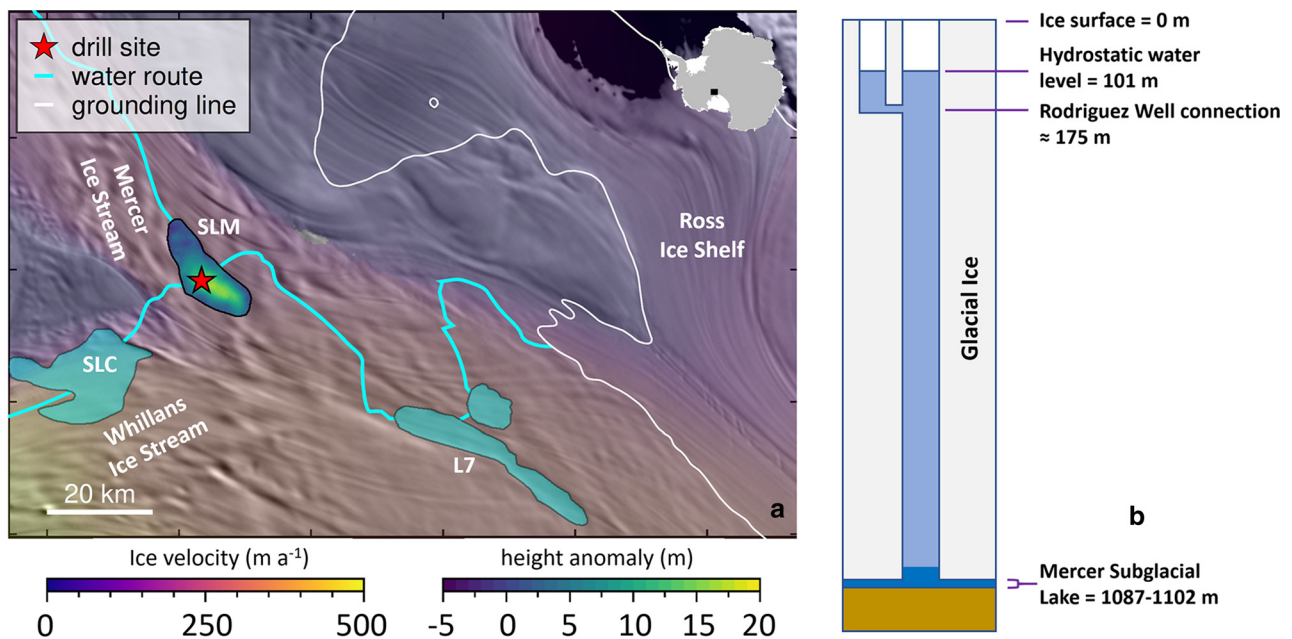 drill site
water route
grounding line
Mercer
Ice Stream
SLM
Ross
Ice Shelf
SLC
Whillans
Ice Stream
L7
20 km
a
Ice velocity (m a⁻¹)
0 250 500
height anomaly (m)
-5 0 5 10 15 20
Ice surface = 0 m
Hydrostatic water
level = 101 m
Rodriguez Well connection
≈ 175 m
Glacial Ice
b
Mercer Subglacial
Lake = 1087-1102 m